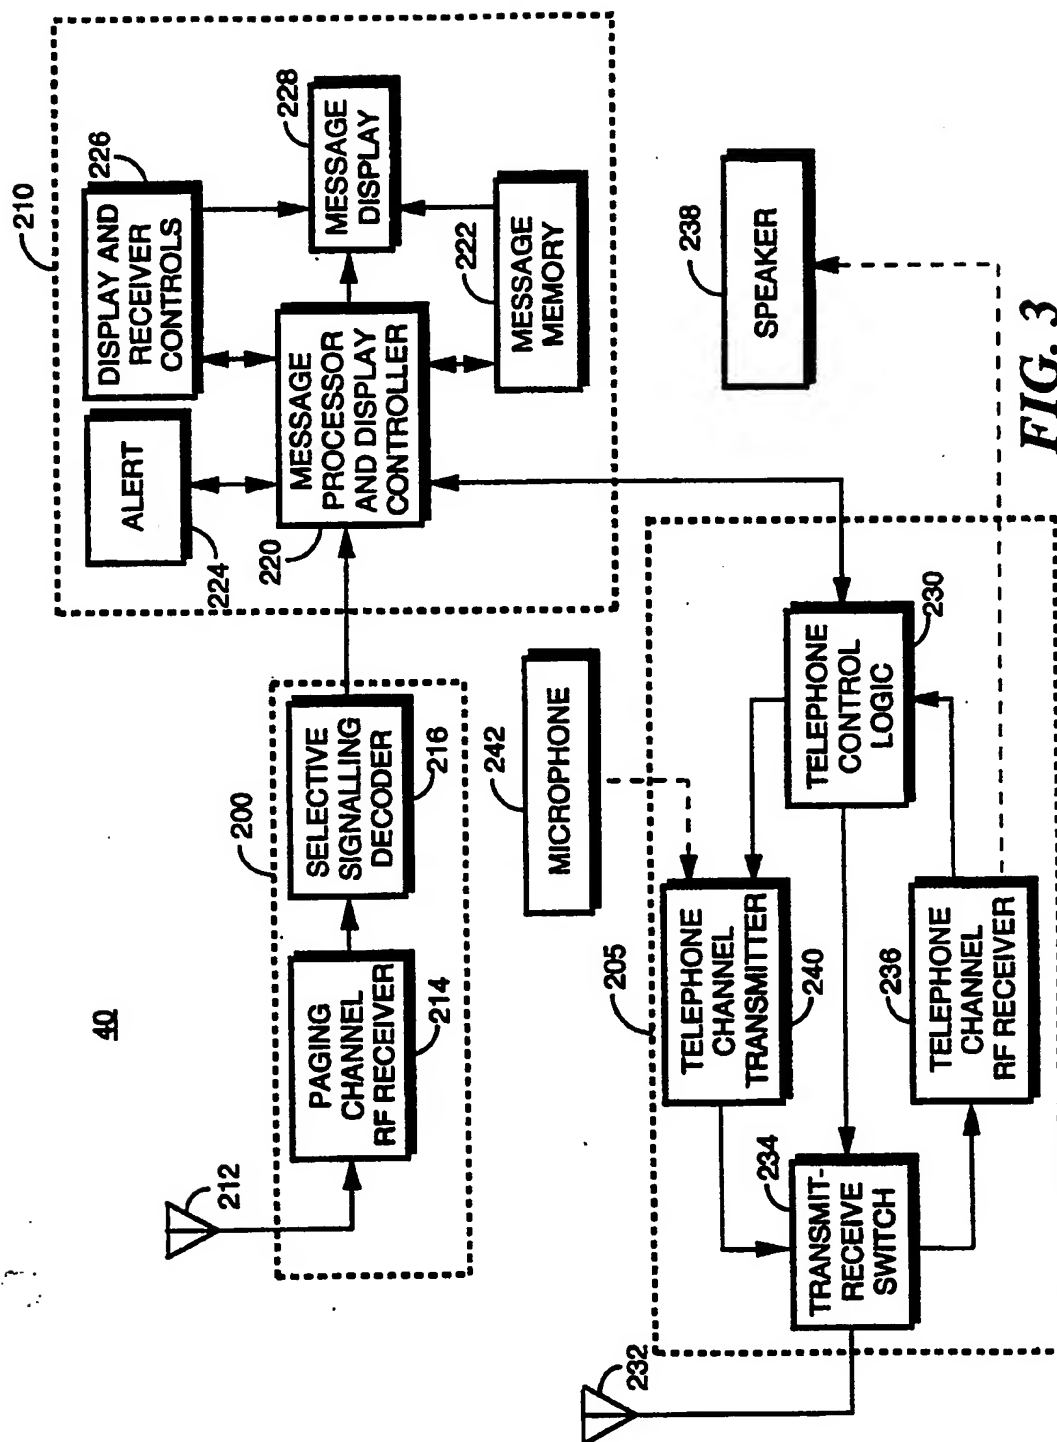 40
212
200
PAGING
CHANNEL
RF RECEIVER
214
SELECTIVE
SIGNALLING
DECODER
216
210
ALERT
224
DISPLAY AND
RECEIVER
CONTROLS
226
MESSAGE
PROCESSOR
AND DISPLAY
CONTROLLER
220
MESSAGE
DISPLAY
228
MESSAGE
MEMORY
222
MICROPHONE
242
SPEAKER
238
232
205
TRANSMIT-
RECEIVE
SWITCH
234
TELEPHONE
CHANNEL
TRANSMITTER
240
TELEPHONE
CONTROL
LOGIC
230
TELEPHONE
CHANNEL
RF RECEIVER
236
FIG. 3